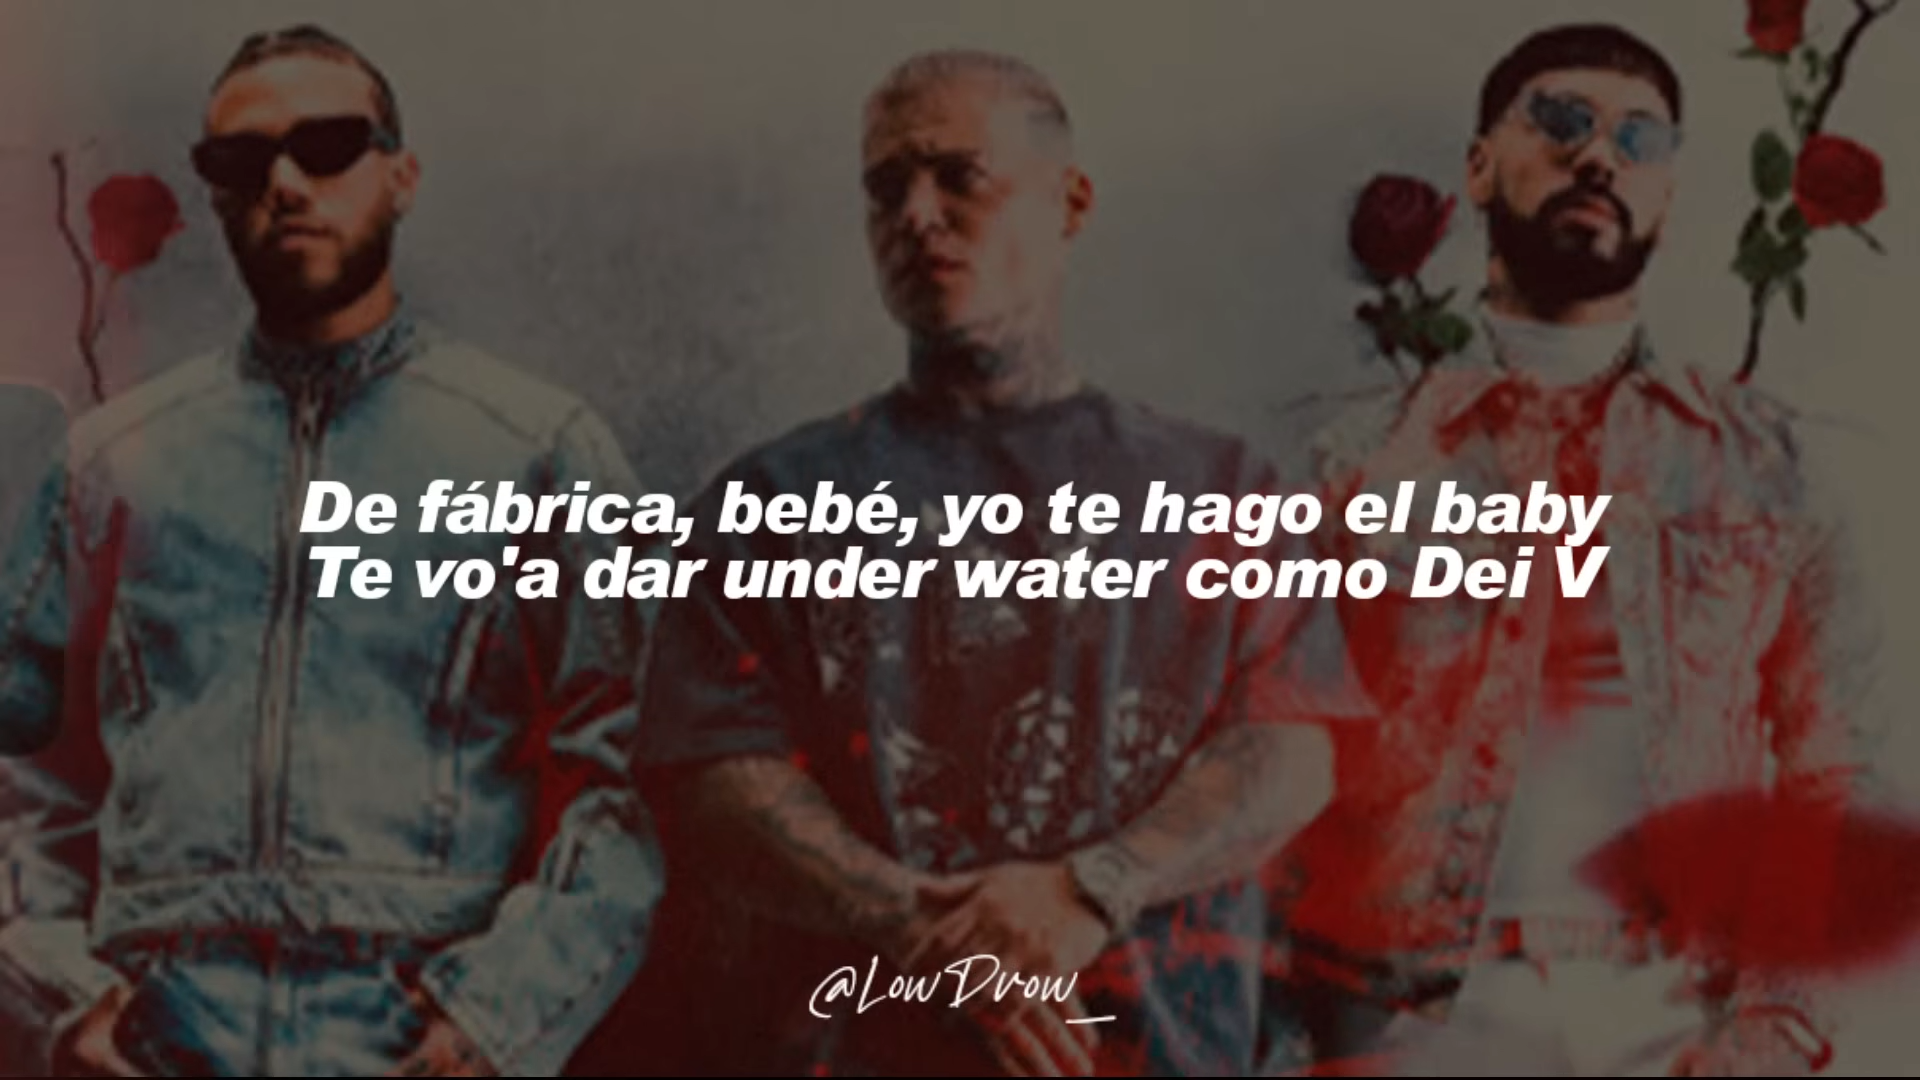 De fábrica, bebé, yo te hago el baby
Te vo'a dar under water como Dei V
@LowDrow_